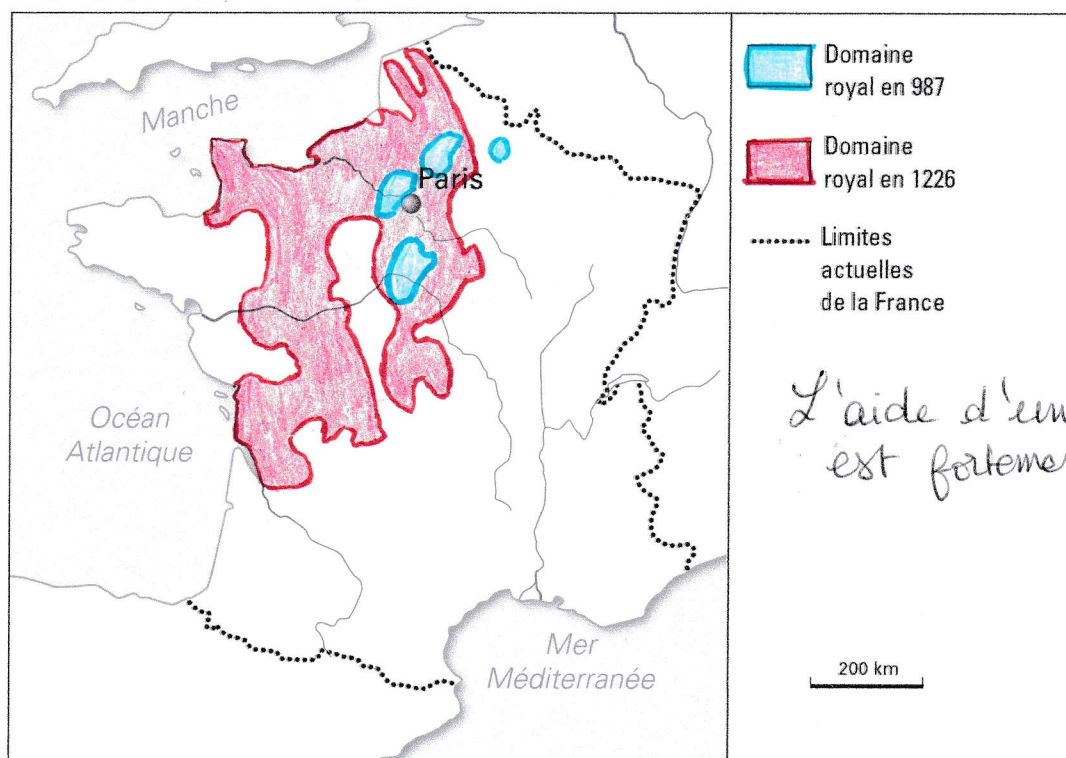 Manche
Paris
Océan
Atlantique
Mer
Méditerranée
Domaine
royal en 987
Domaine
royal en 1226
Limites
actuelles
de la France
L'aide d'un
est forteme
200 km